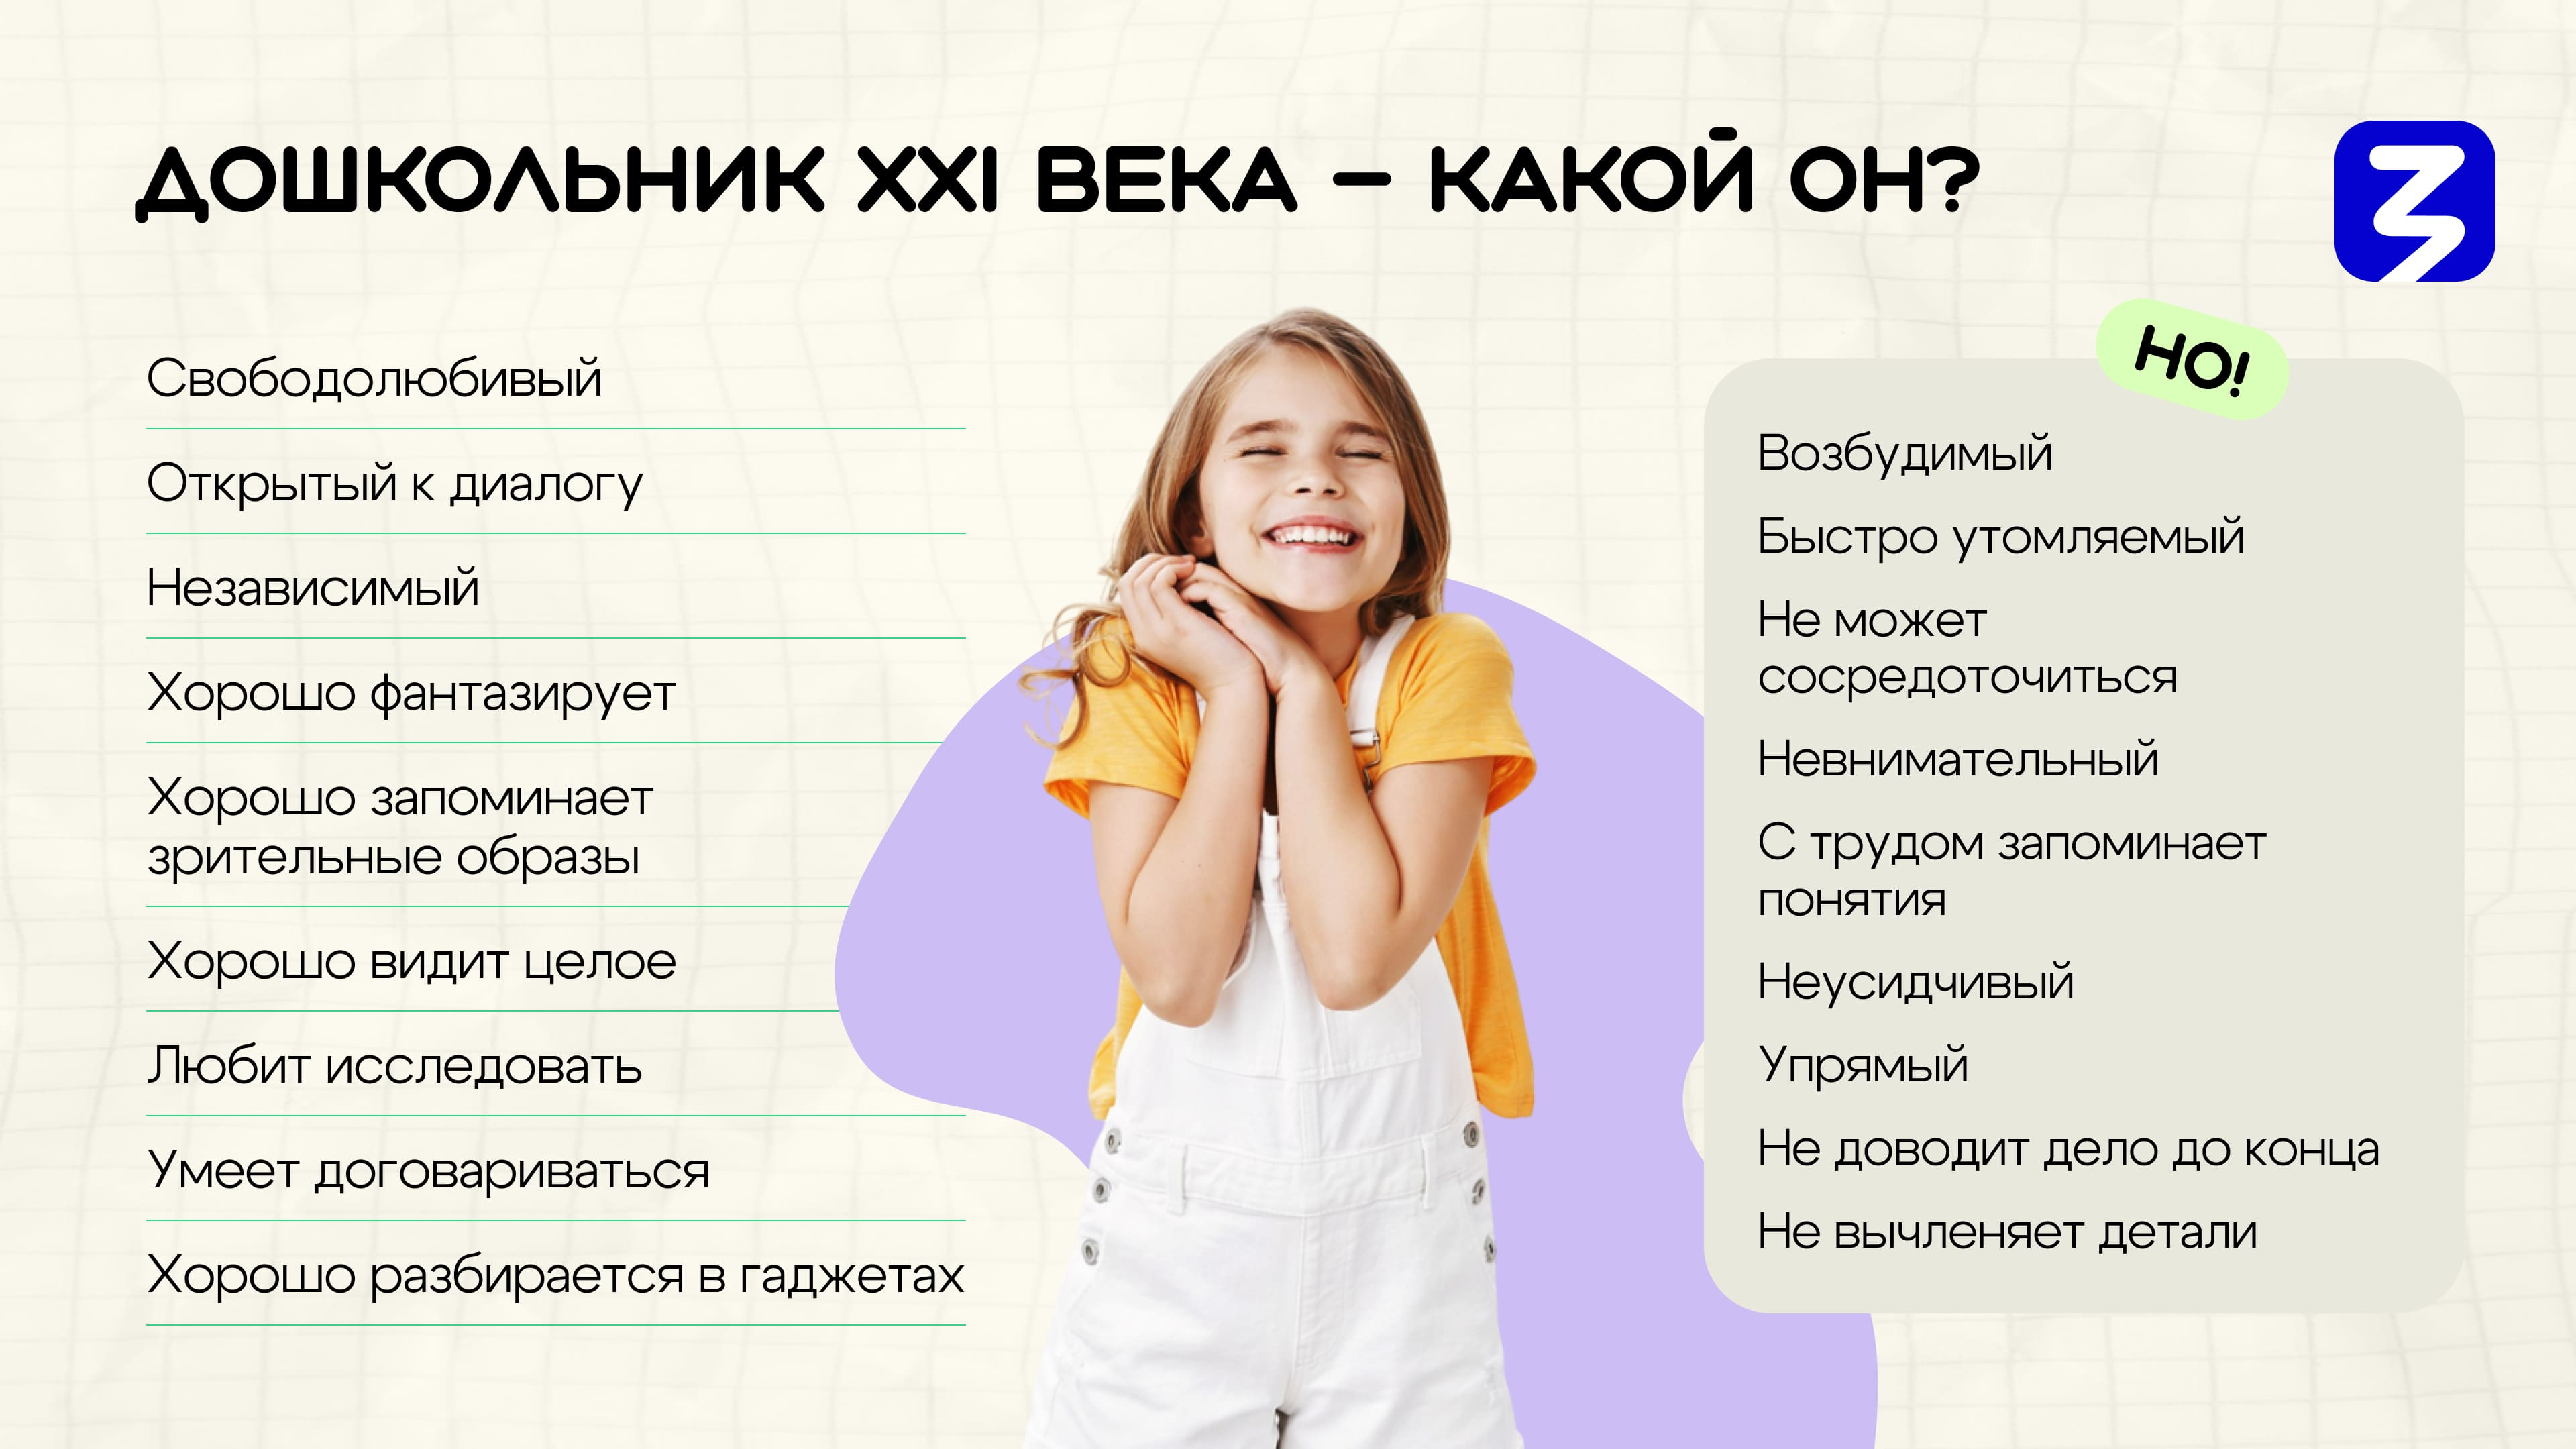 ДОШКОЛЬНИК XXI ВЕКА – КАКОЙ ОН?
Свободолюбивый
Открытый к диалогу
Независимый
Хорошо фантазирует
Хорошо запоминает
зрительные образы
Хорошо видит целое
Любит исследовать
Умеет договариваться
Хорошо разбирается в гаджетах
НО!
Возбудимый
Быстро утомляемый
Не может
сосредоточиться
Невнимательный
С трудом запоминает
понятия
Неусидчивый
Упрямый
Не доводит дело до конца
Не вычленяет детали